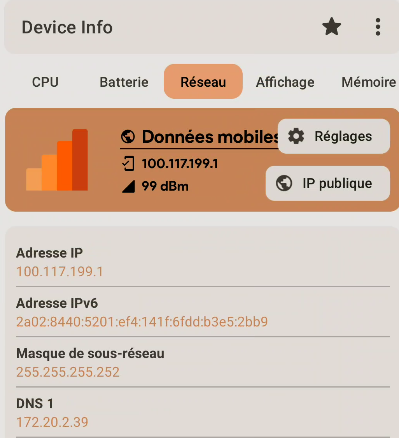 Device Info
CPU
Batterie
Réseau
Affichage
Mémoire
Données mobiles
Réglages
100.117.199.1
99 dBm
IP publique
Adresse IP
100.117.199.1
Adresse IPv6
2a02:8440:5201:ef4:141f:6fdd:b3e5:2bb9
Masque de sous-réseau
255.255.255.252
DNS 1
172.20.2.39